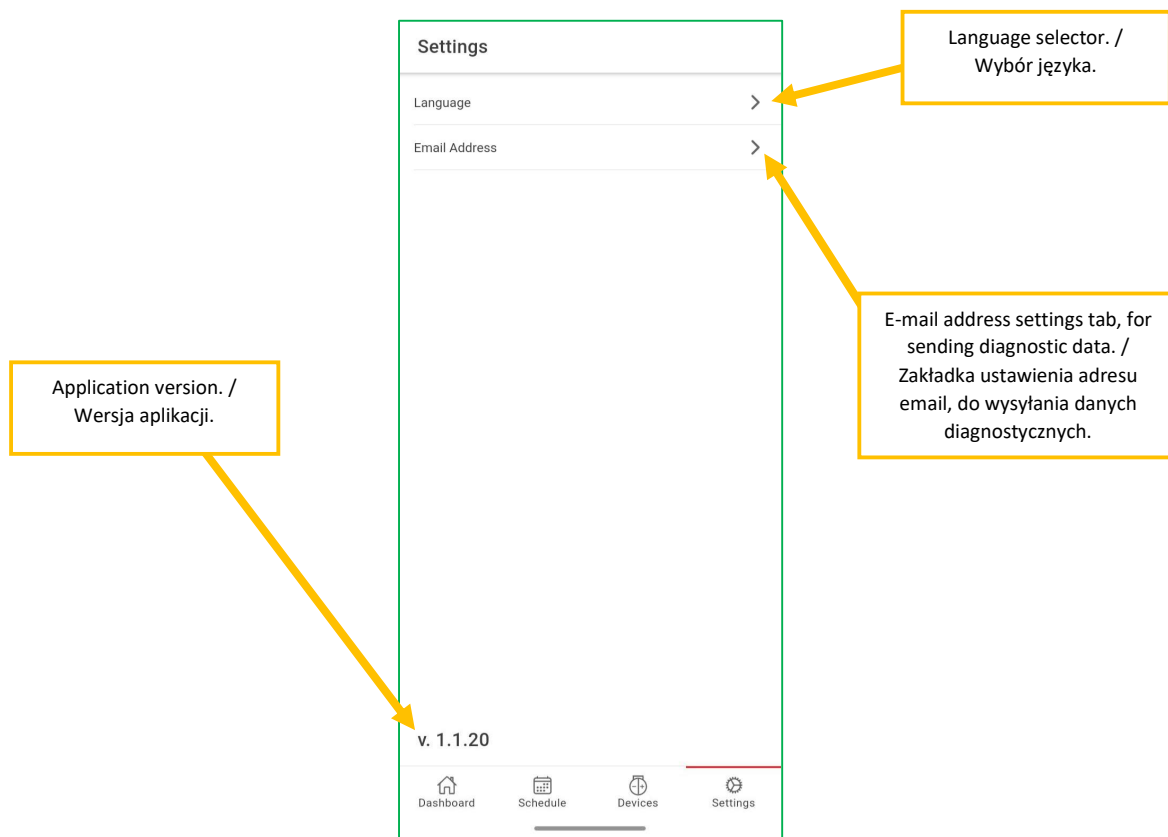 Settings
Language selector. /
Wybór języka.
Language
Email Address
E-mail address settings tab, for
sending diagnostic data. /
Zakładka ustawienia adresu
email, do wysyłania danych
diagnostycznych.
Application version. /
Wersja aplikacji.
v. 1.1.20
Dashboard
Schedule
Devices
Settings